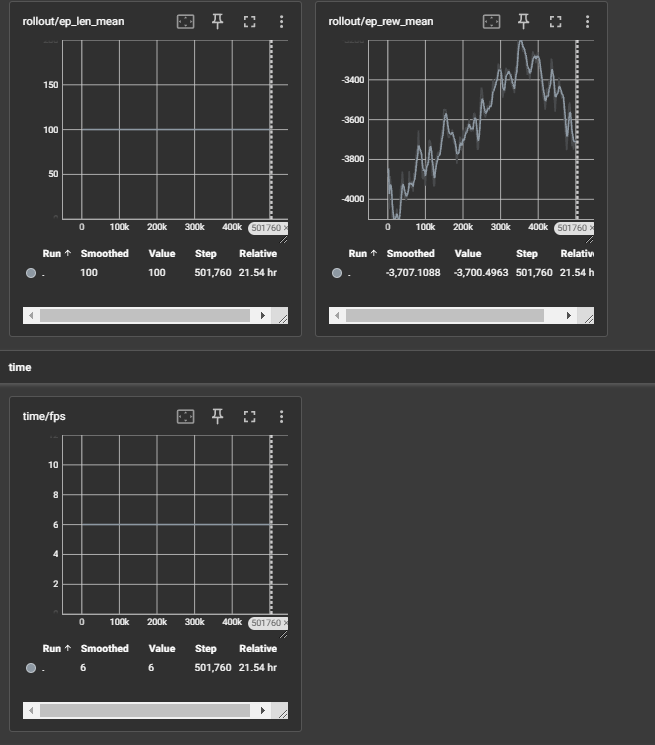 rollout/ep_len_mean
150
100
50
0 100k 200k 300k 400k 501760 ×
Run ↑ Smoothed Value Step Relative
. 100 100 501,760 21.54 hr
rollout/ep_rew_mean
-3400
-3600
-3800
-4000
0 100k 200k 300k 400k 501760 ×
Run ↑ Smoothed Value Step Relativ
. -3,707.1088 -3,700.4963 501,760 21.54 h
time
time/fps
10
8
6
4
2
0 100k 200k 300k 400k 501760 ×
Run ↑ Smoothed Value Step Relative
. 6 6 501,760 21.54 hr